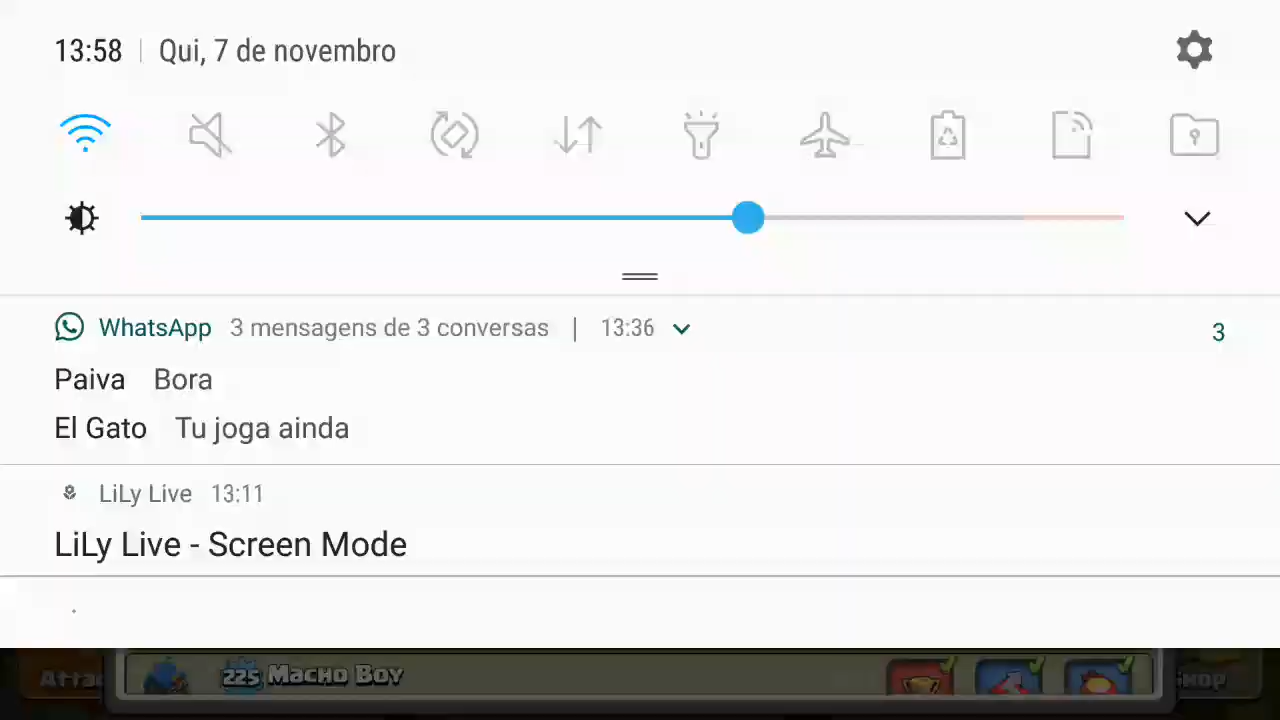 13:58 | Qui, 7 de novembro
WhatsApp 3 mensagens de 3 conversas | 13:36 3
Paiva Bora
El Gato Tu joga ainda
LiLy Live 13:11
LiLy Live - Screen Mode
225 Macho Boy